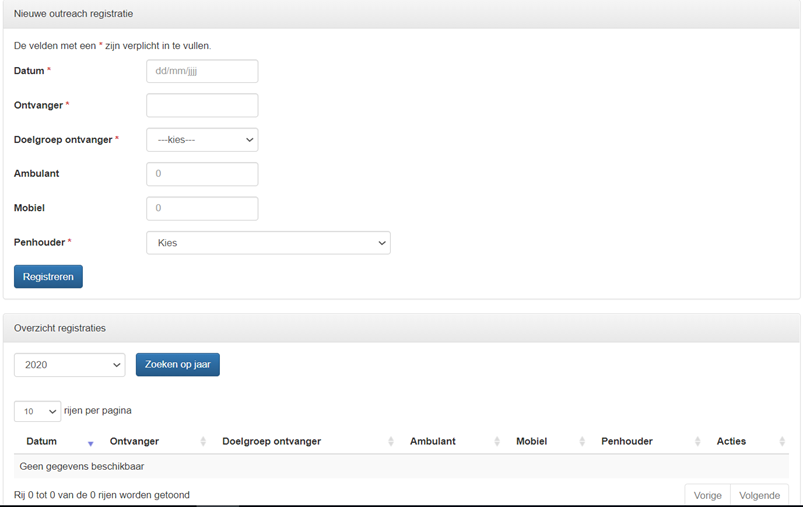 Nieuwe outreach registratie
De velden met een * zijn verplicht in te vullen.
Datum * dd/mm/jjjj
Ontvanger *
Doelgroep ontvanger * ---kies---
Ambulant 0
Mobiel 0
Penhouder * Kies
Registreren
Overzicht registraties
2020 Zoeken op jaar
10 rijen per pagina
Datum Ontvanger Doelgroep ontvanger Ambulant Mobiel Penhouder Acties
Geen gegevens beschikbaar
Rij 0 tot 0 van de 0 rijen worden getoond Vorige Volgende